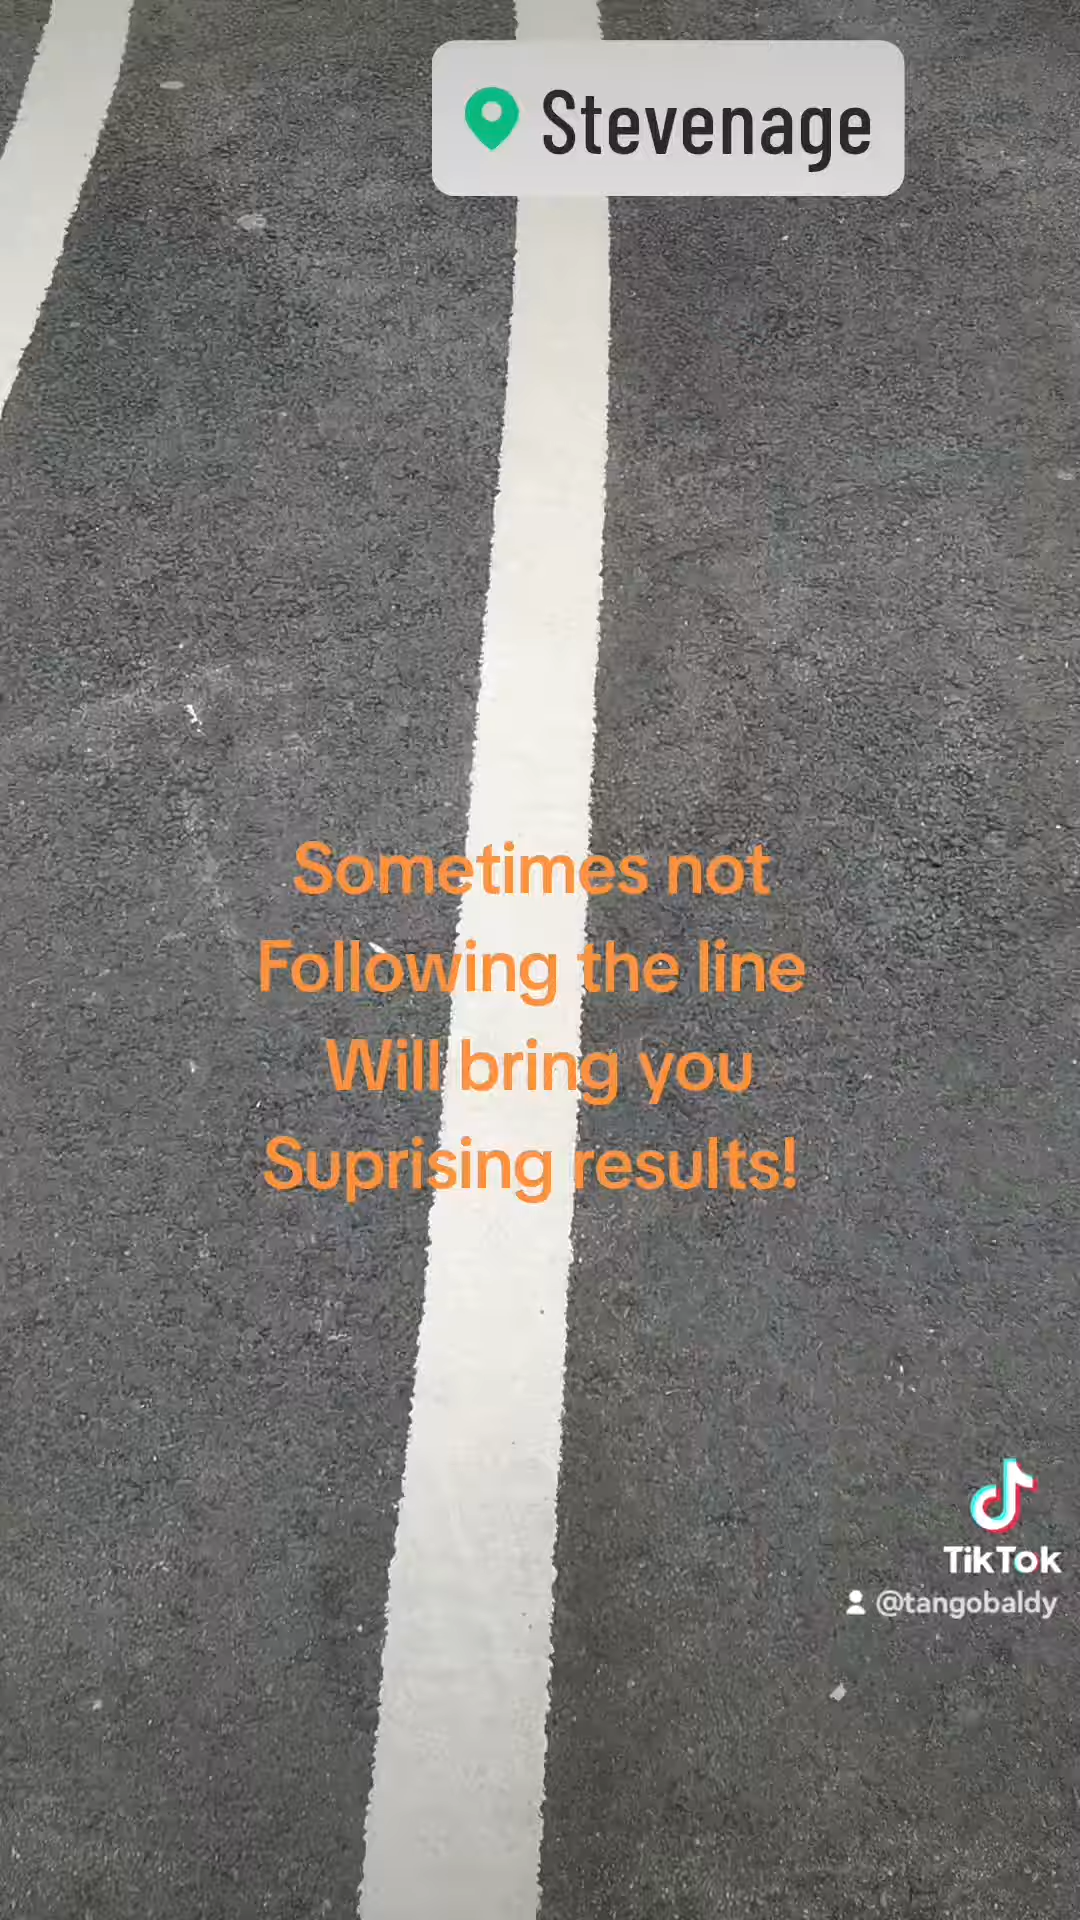 Stevenage
Sometimes not
Following the line
Will bring you
Suprising results!
TikTok
@tangobaldy